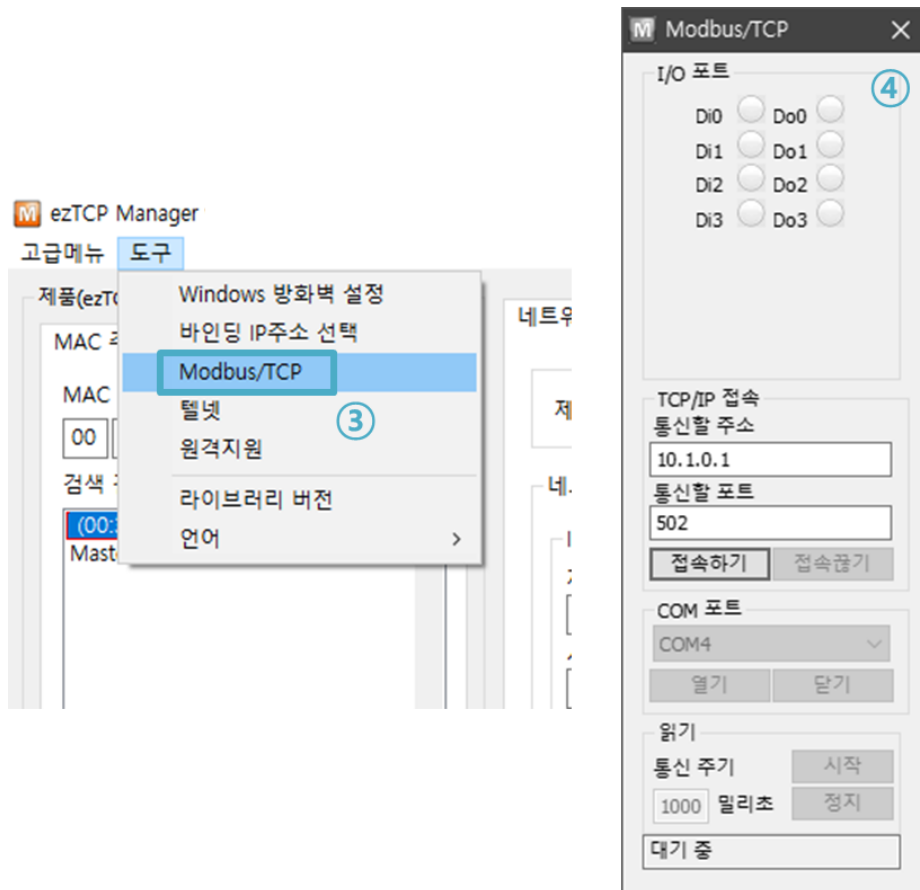 ezTCP Manager
고급메뉴 도구
제품(ezT
MAC
MAC
00
검색
(00:
Mast
Windows 방화벽 설정
바인딩 IP주소 선택
Modbus/TCP
텔넷
③
원격지원
라이브러리 버전
언어 >
네트워
제
네
M Modbus/TCP ×
I/O 포트
④
Di0 Do0
Di1 Do1
Di2 Do2
Di3 Do3
TCP/IP 접속
통신할 주소
10.1.0.1
통신할 포트
502
접속하기 접속끊기
COM 포트
COM4
열기 닫기
읽기
통신 주기 시작
1000 밀리초 정지
대기 중